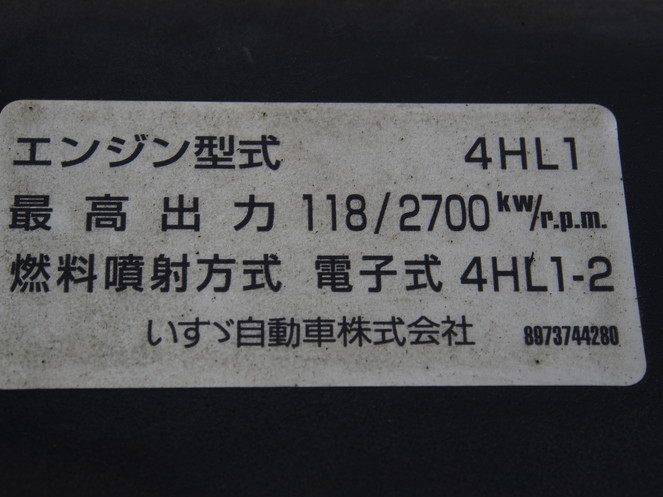 エンジン型式 4HL1
最高出力 118/2700 kw/r.p.m.
燃料噴射方式 電子式 4HL1-2
いすゞ自動車株式会社 8973744280